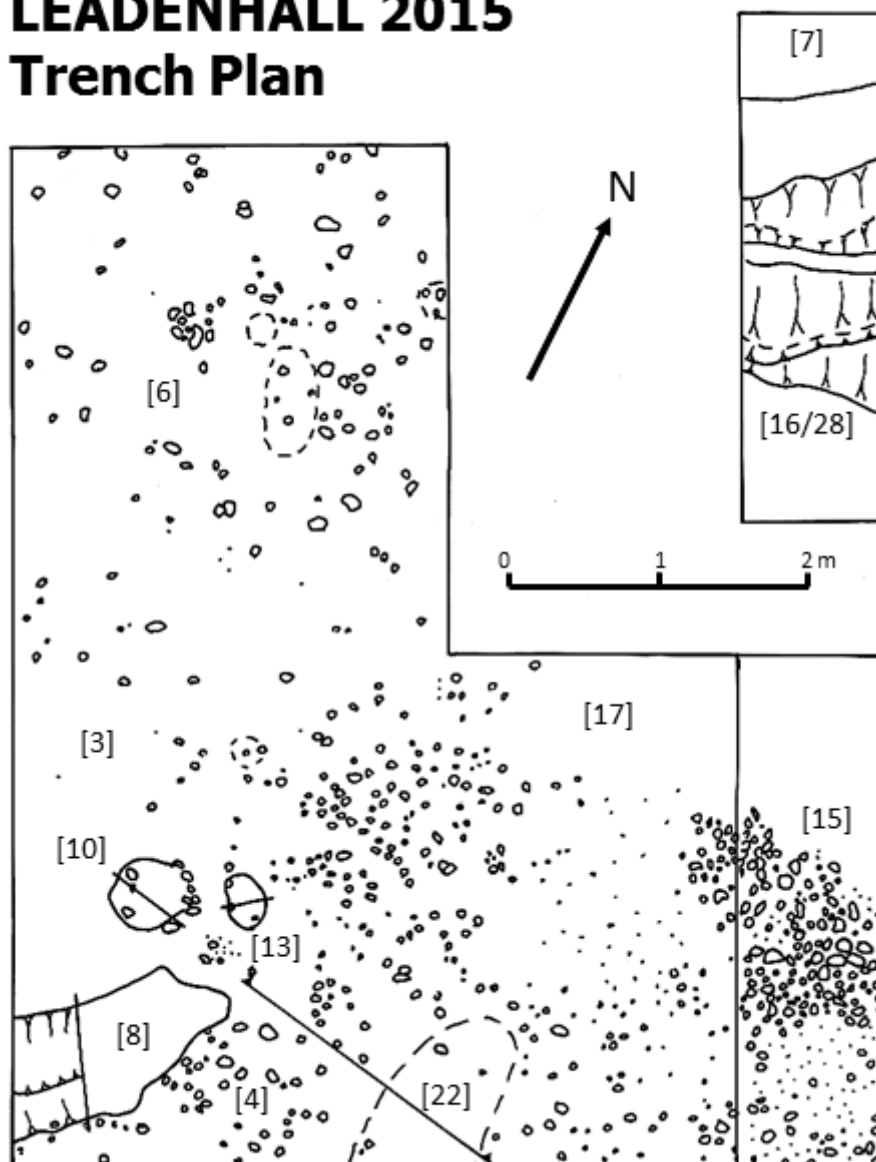 LEADENHALL 2015
Trench Plan
[7]
N
[6]
[16/28]
0 1 2 m
[17]
[3]
[15]
[10]
[13]
[8]
[4]
[22]